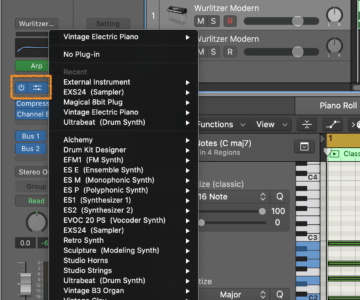 Wurlitzer...
Setting
Arp
Compress
Channel E
Bus 1
Bus 2
Stereo O
Group
Read
0.0
-6
Vintage Electric Piano
No Plug-in
Recent
External Instrument
EXS24 (Sampler)
Magical 8bit Plug
Vintage Electric Piano
Ultrabeat (Drum Synth)
Alchemy
Drum Kit Designer
EFM1 (FM Synth)
ES E (Ensemble Synth)
ES M (Monophonic Synth)
ES P (Polyphonic Synth)
ES1 (Synthesizer 1)
ES2 (Synthesizer 2)
EVOC 20 PS (Vocoder Synth)
EXS24 (Sampler)
Retro Synth
Sculpture (Modeling Synth)
Studio Horns
Studio Strings
Ultrabeat (Drum Synth)
Vintage B3 Organ
Vintage Clav
1
Wurlitzer Modern
M S R
Wurlitzer Modern
M S
Piano Roll
Functions
View
1
Notes (C maj7)
in 4 Regions
Class
ize (classic)
16 Note
Q
100
0
tize
Major
Q
C4
C3
C2